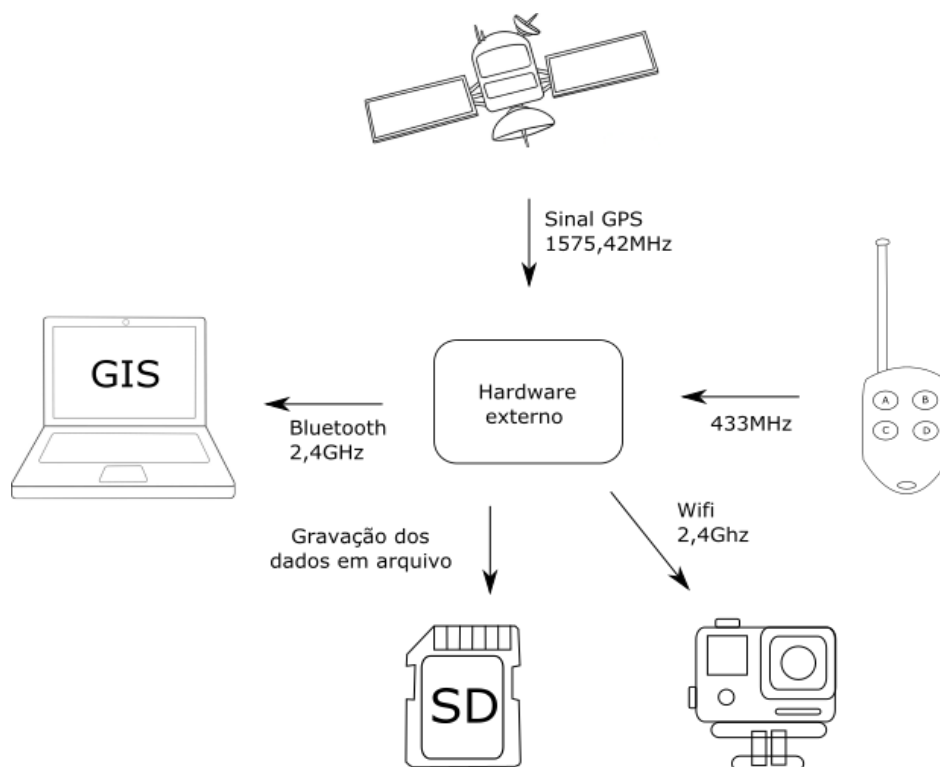 Sinal GPS
1575,42MHz
GIS
Hardware
externo
A B
C D
433MHz
Bluetooth
2,4GHz
Wifi
2,4Ghz
Gravação dos
dados em arquivo
SD